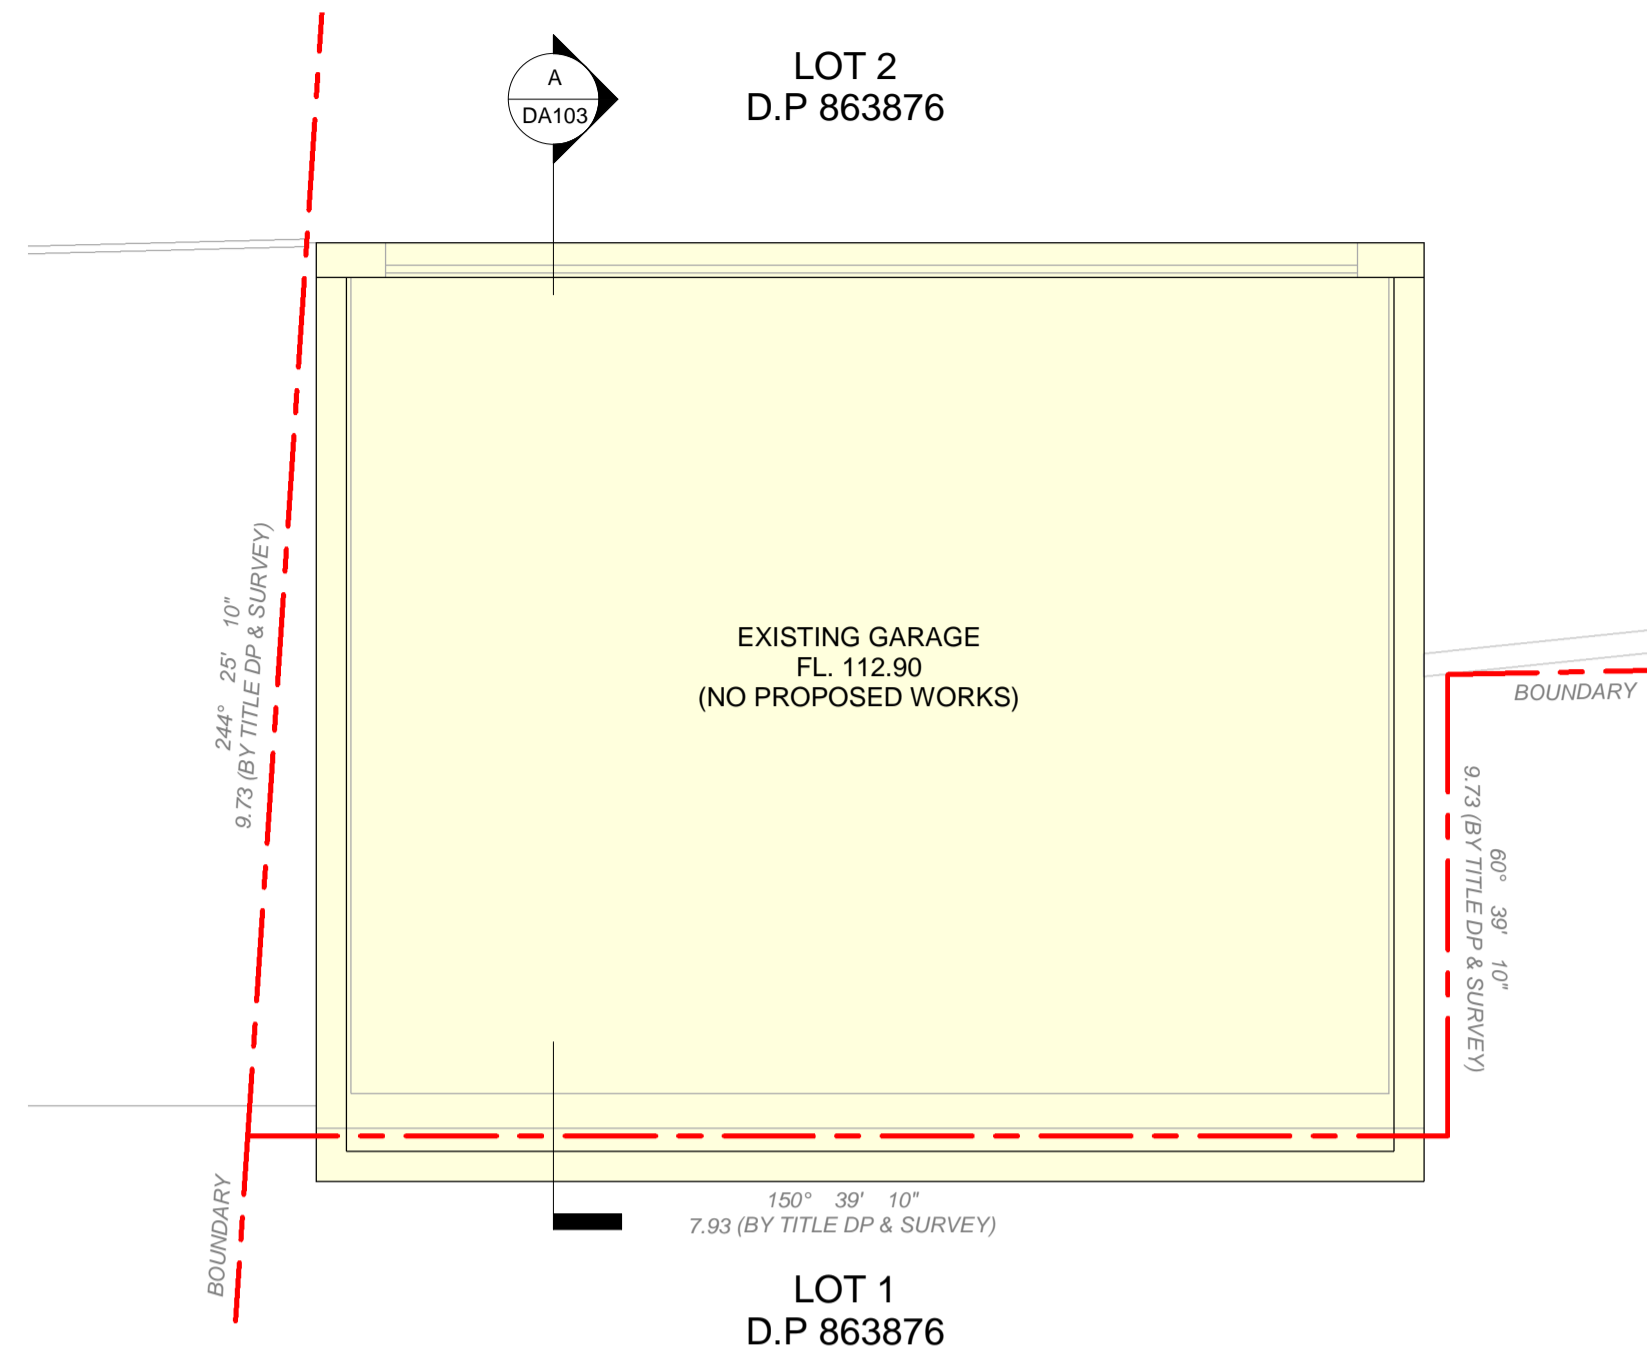 A
DA103
LOT 2
D.P 863876
244° 25' 10"
9.73 (BY TITLE DP & SURVEY)
EXISTING GARAGE
FL. 112.90
(NO PROPOSED WORKS)
BOUNDARY
60° 39' 10"
9.73 (BY TITLE DP & SURVEY)
BOUNDARY
150° 39' 10"
7.93 (BY TITLE DP & SURVEY)
LOT 1
D.P 863876